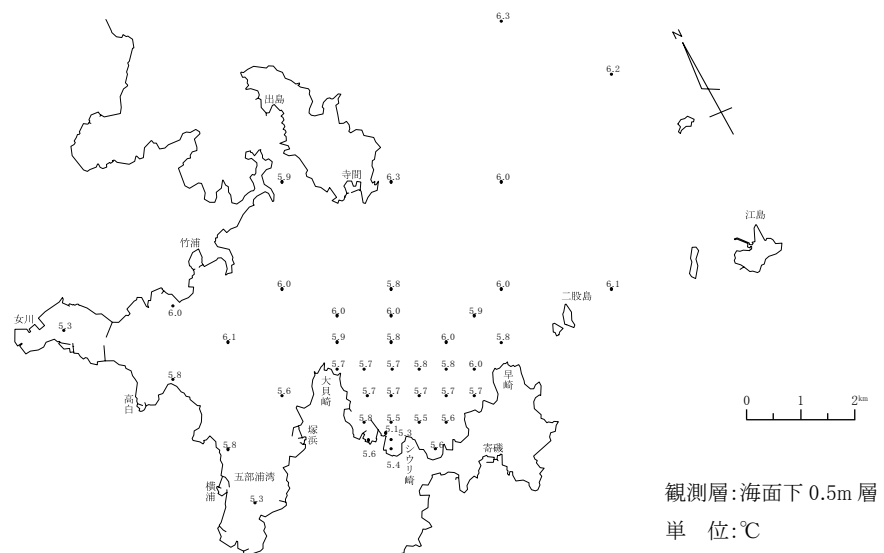 6.3
6.2
N
出島
5.9
寺間
6.3
6.0
江島
竹浦
6.0
5.8
6.0
6.1
二股島
女川
5.3
6.0
6.0
6.0
5.9
6.1
5.9
5.8
6.0
5.8
5.7
5.7
5.7
5.8
5.8
6.0
大貝崎
早崎
高白
5.8
5.6
5.7
5.7
5.7
5.7
5.7
0 1 2km
5.8
5.5
5.5
5.6
塚浜
5.1
5.3
5.8
5.6
5.4
5.6
シウリ崎
寄磯
五部浦湾
横浦
5.3
観測層:海面下 0.5m 層
単 位:℃